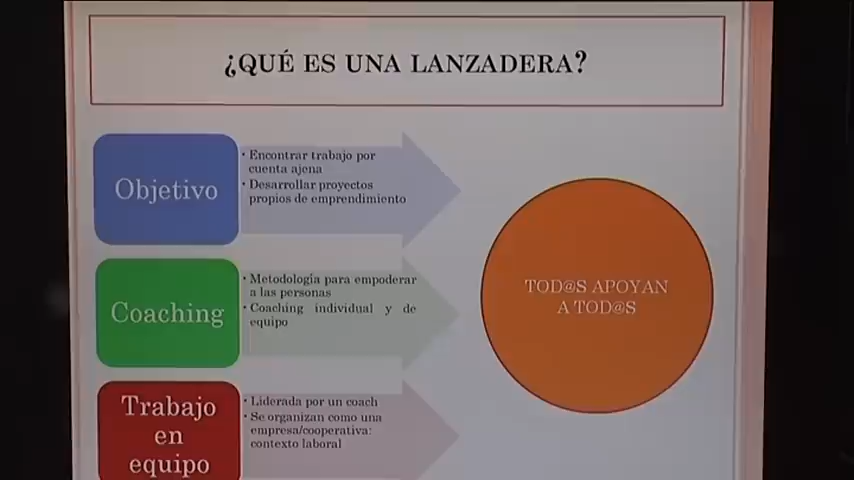 ¿QUÉ ES UNA LANZADERA?
Objetivo
• Encontrar trabajo por
cuenta ajena
• Desarrollar proyectos
propios de emprendimiento
Coaching
• Metodología para empoderar
a las personas
• Coaching individual y de
equipo
Trabajo
en
equipo
• Liderada por un coach
• Se organizan como una
empresa/cooperativa:
contexto laboral
TOD@S APOYAN
A TOD@S